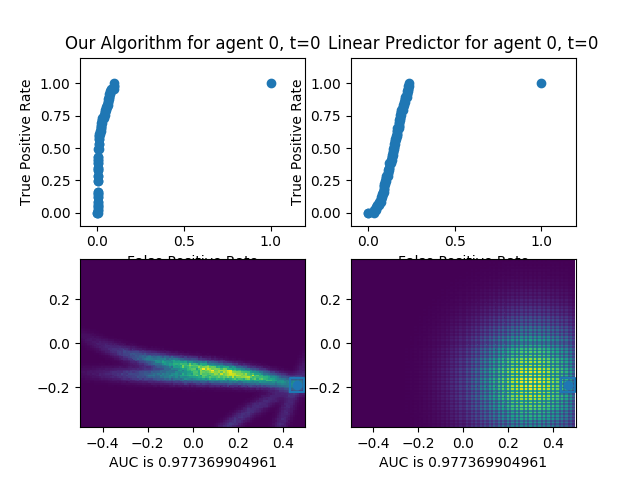 Our Algorithm for agent 0, t=0 Linear Predictor for agent 0, t=0
True Positive Rate
1.00
0.75
0.50
0.25
0.00
0.0 0.5 1.0
False Positive Rate
True Positive Rate
1.00
0.75
0.50
0.25
0.00
0.0 0.5 1.0
False Positive Rate
0.2
0.0
−0.2
−0.4 −0.2 0.0 0.2 0.4
AUC is 0.977369904961
0.2
0.0
−0.2
−0.4 −0.2 0.0 0.2 0.4
AUC is 0.977369904961